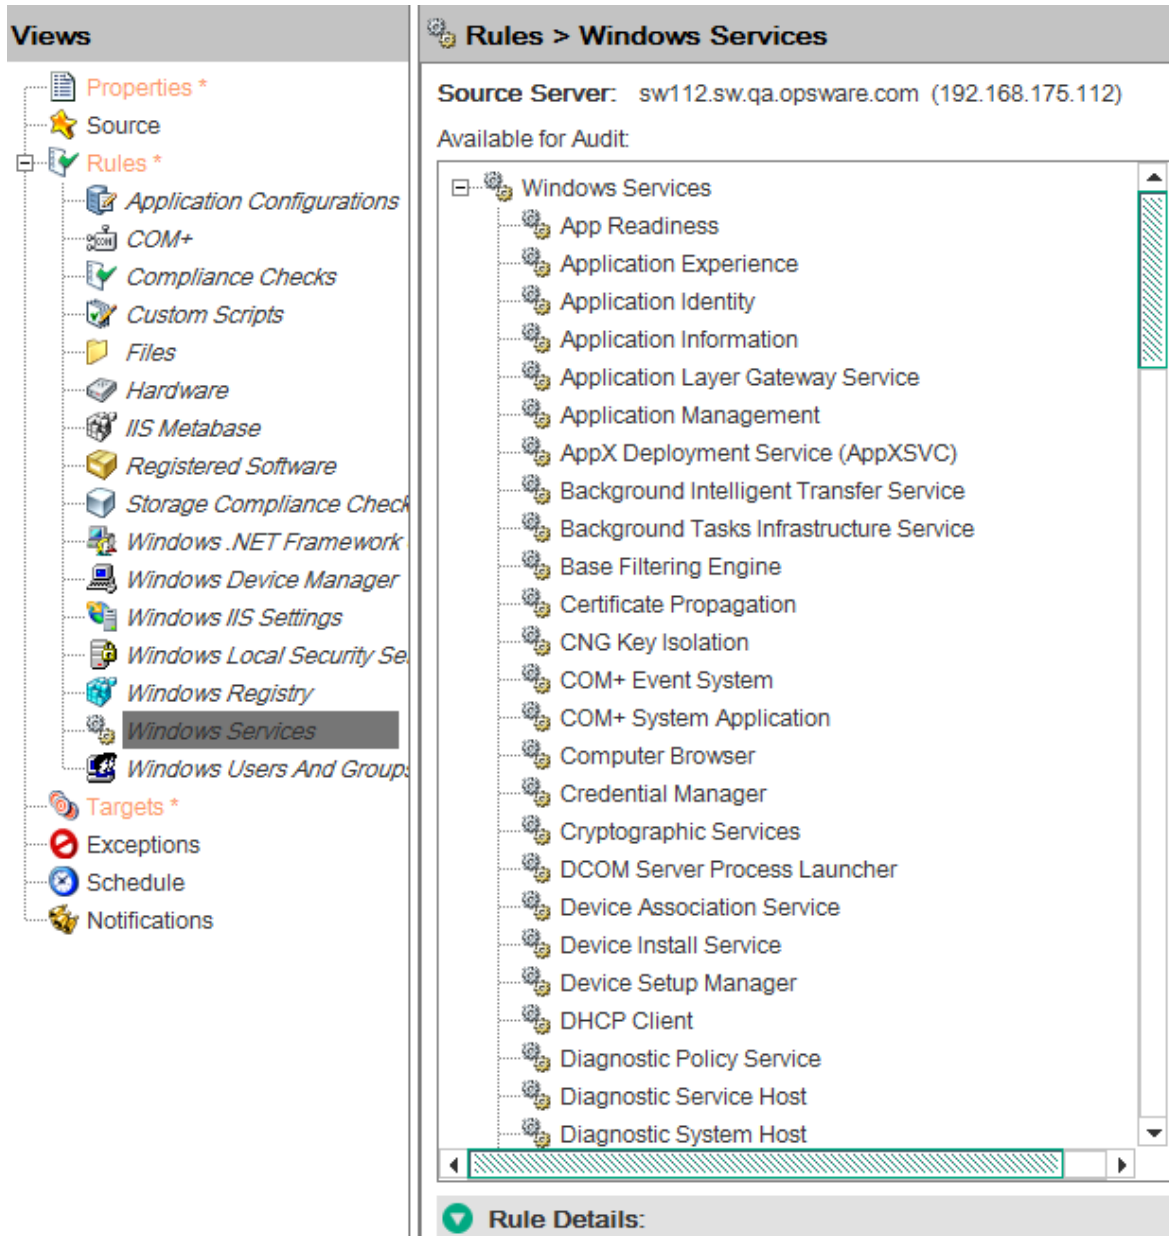 Views
Properties *
Source
Rules *
Application Configurations
COM+
Compliance Checks
Custom Scripts
Files
Hardware
IIS Metabase
Registered Software
Storage Compliance Check
Windows .NET Framework
Windows Device Manager
Windows IIS Settings
Windows Local Security Se
Windows Registry
Windows Services
Windows Users And Groups
Targets *
Exceptions
Schedule
Notifications
Rules > Windows Services
Source Server: sw112.sw.qa.opsware.com (192.168.175.112)
Available for Audit:
Windows Services
App Readiness
Application Experience
Application Identity
Application Information
Application Layer Gateway Service
Application Management
AppX Deployment Service (AppXSVC)
Background Intelligent Transfer Service
Background Tasks Infrastructure Service
Base Filtering Engine
Certificate Propagation
CNG Key Isolation
COM+ Event System
COM+ System Application
Computer Browser
Credential Manager
Cryptographic Services
DCOM Server Process Launcher
Device Association Service
Device Install Service
Device Setup Manager
DHCP Client
Diagnostic Policy Service
Diagnostic Service Host
Diagnostic System Host
Rule Details: